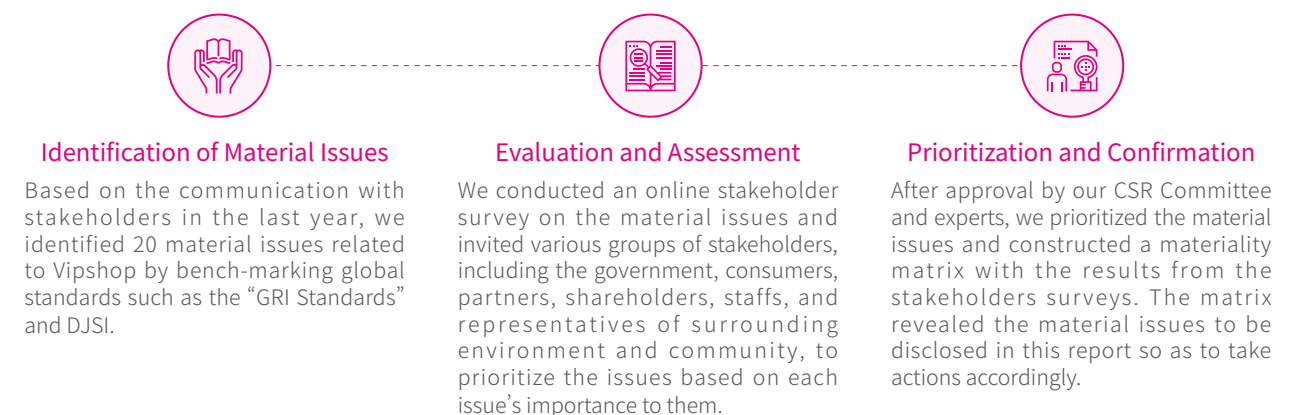 Identification of Material Issues
Based on the communication with
stakeholders in the last year, we
identified 20 material issues related
to Vipshop by bench-marking global
standards such as the “GRI Standards”
and DJSI.
Evaluation and Assessment
We conducted an online stakeholder
survey on the material issues and
invited various groups of stakeholders,
including the government, consumers,
partners, shareholders, staffs, and
representatives of surrounding
environment and community, to
prioritize the issues based on each
issue’s importance to them.
Prioritization and Confirmation
After approval by our CSR Committee
and experts, we prioritized the material
issues and constructed a materiality
matrix with the results from the
stakeholders surveys. The matrix
revealed the material issues to be
disclosed in this report so as to take
actions accordingly.